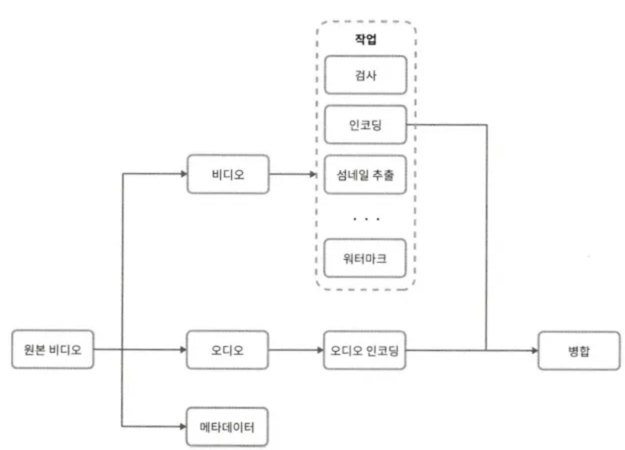 작업
검사
인코딩
비디오
섬네일 추출
...
워터마크
원본 비디오
오디오
오디오 인코딩
병합
메타데이터